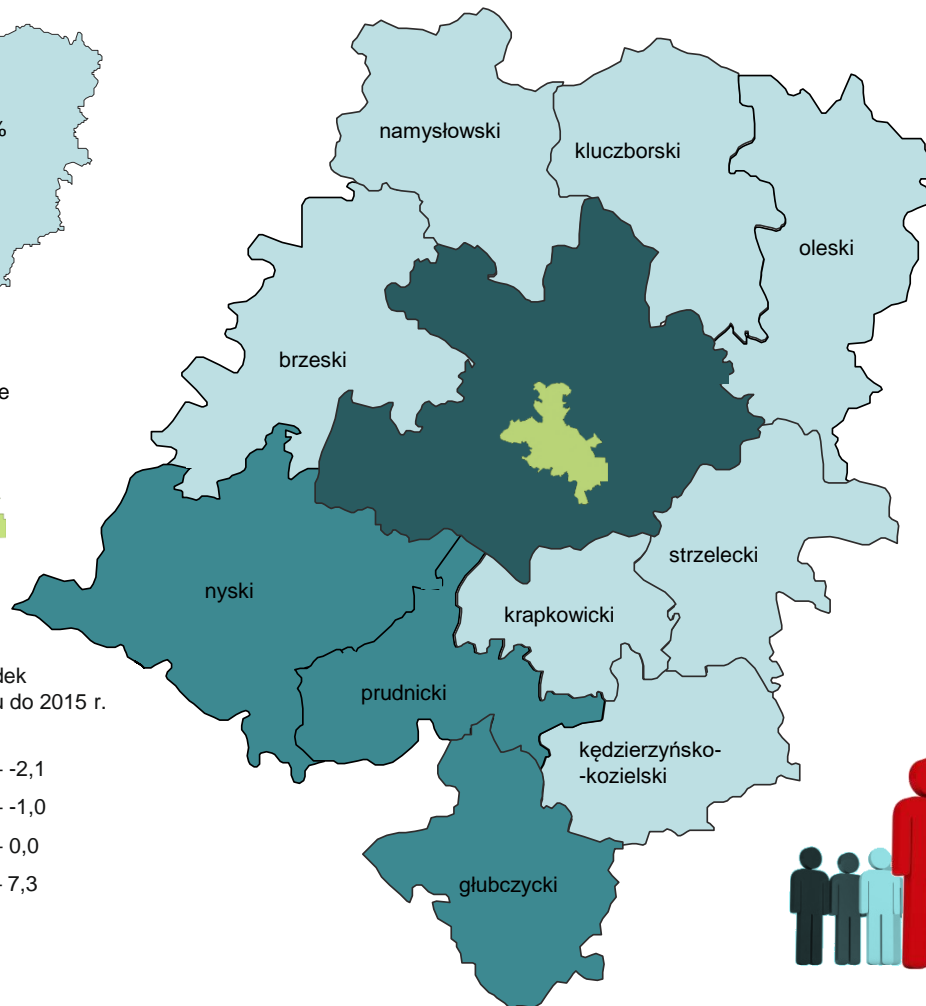 %
namysłowski
kluczborski
oleski
brzeski
e
strzelecki
nyski
krapkowicki
prudnicki
dek
u do 2015 r.
kędzierzyńsko-
-kozielski
- -2,1
- -1,0
- 0,0
- 7,3
głubczycki